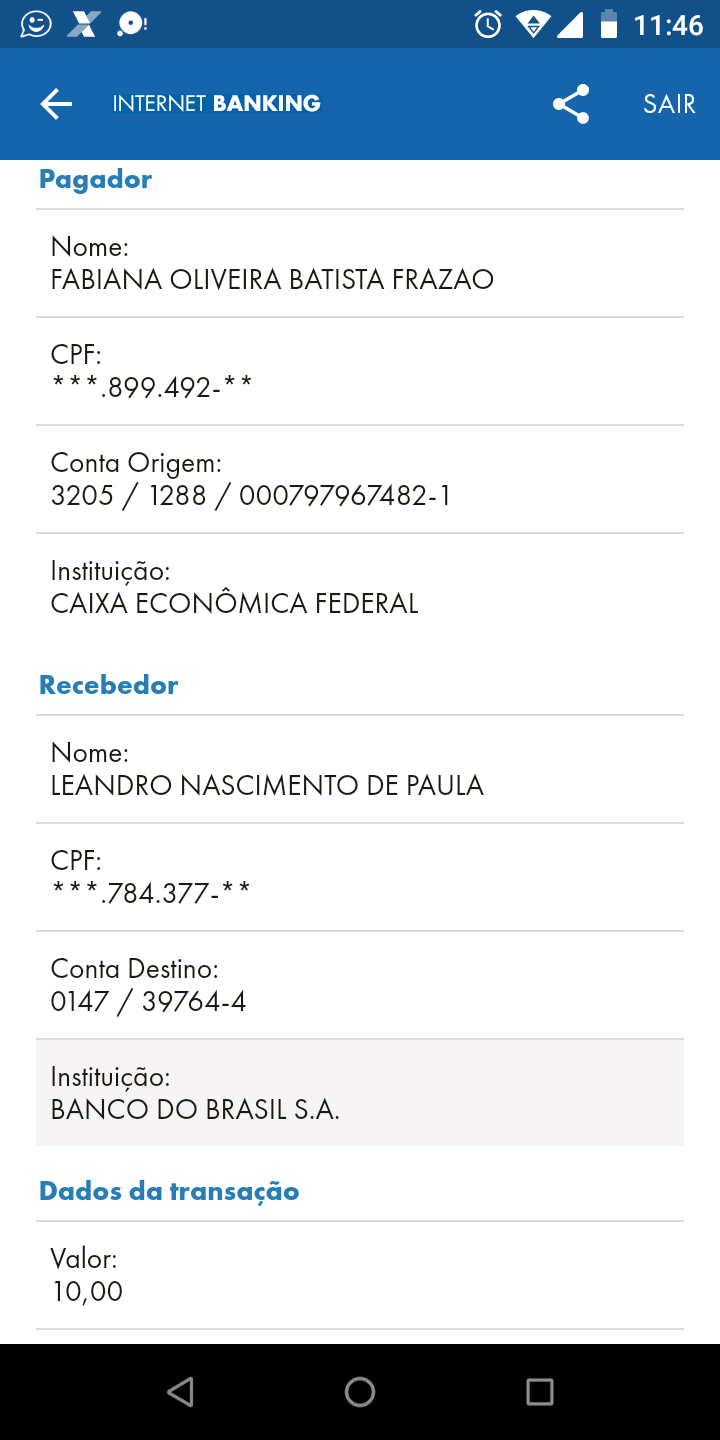 11:46
INTERNET BANKING
SAIR
Pagador
Nome:
FABIANA OLIVEIRA BATISTA FRAZAO
CPF:
***.899.492-**
Conta Origem:
3205 / 1288 / 000797967482-1
Instituição:
CAIXA ECONÔMICA FEDERAL
Recebedor
Nome:
LEANDRO NASCIMENTO DE PAULA
CPF:
***.784.377-**
Conta Destino:
0147 / 39764-4
Instituição:
BANCO DO BRASIL S.A.
Dados da transação
Valor:
10,00